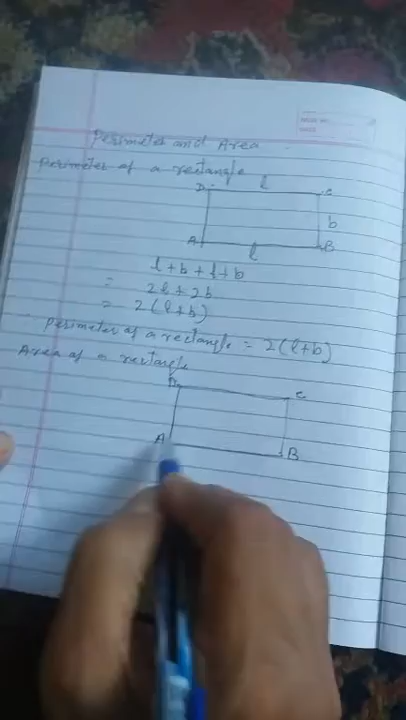 Perimeter and Area
Perimeter of a rectangle
D l C
b
A l B
l + b + l + b
= 2l + 2b
= 2(l+b)
Perimeter of a rectangle = 2(l+b)
Area of a rectangle
D C
A B